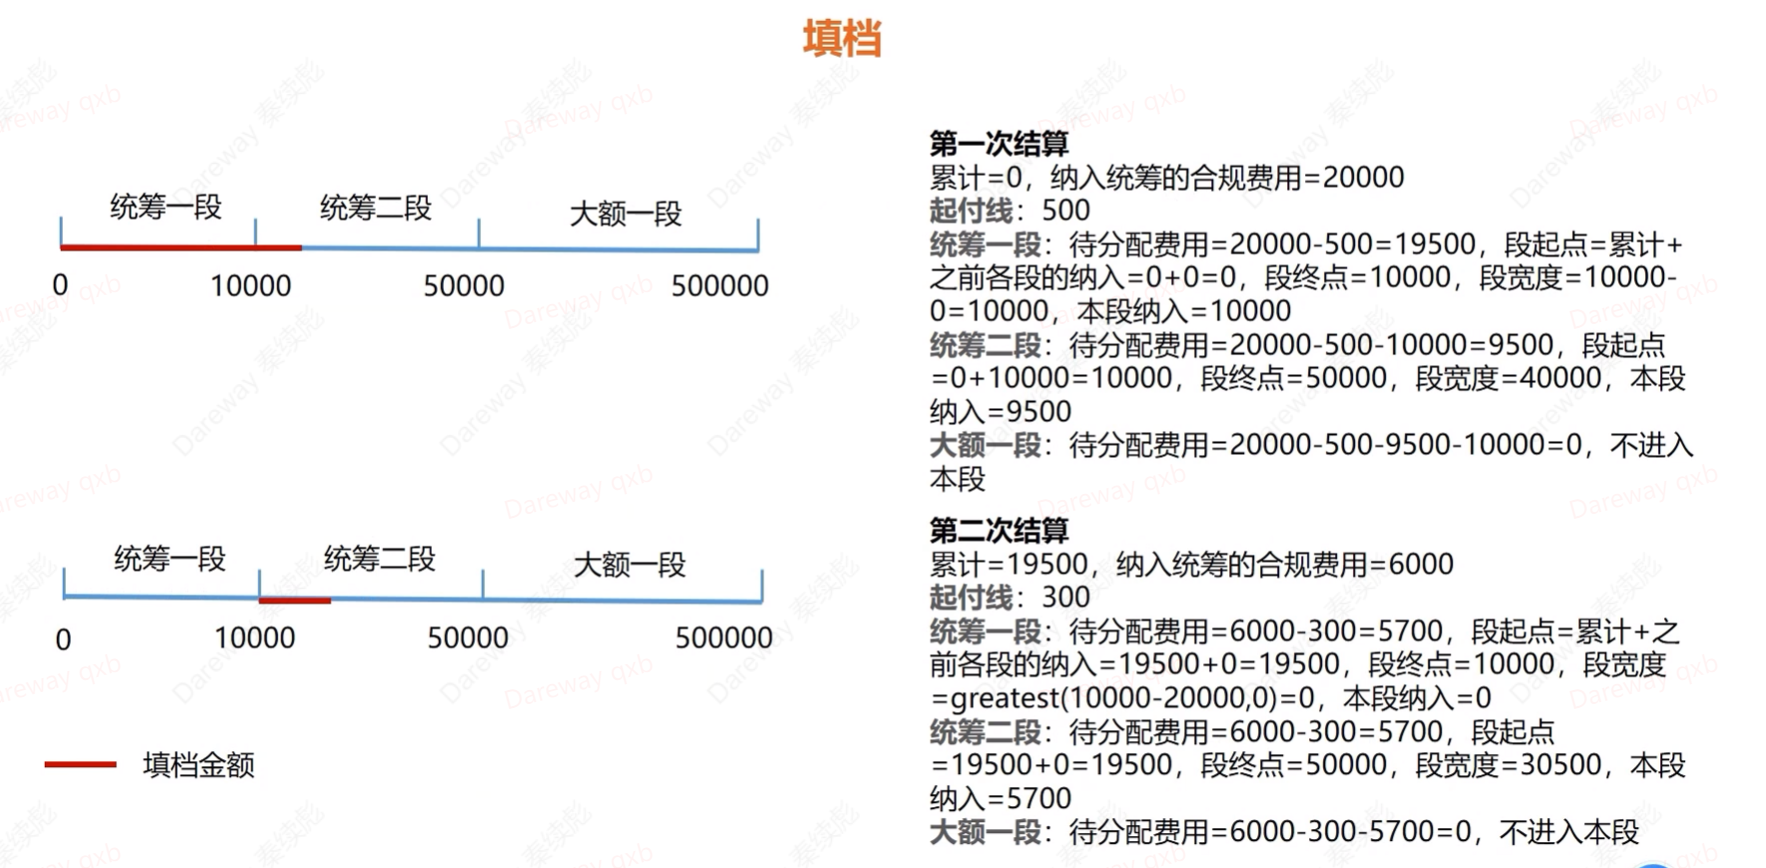 填档
统筹一段
统筹二段
大额一段
0
10000
50000
500000
统筹一段
统筹二段
大额一段
0
10000
50000
500000
填档金额
第一次结算
累计=0，纳入统筹的合规费用=20000
起付线：500
统筹一段：待分配费用=20000-500=19500，段起点=累计+
之前各段的纳入=0+0=0，段终点=10000，段宽度=10000-
0=10000，本段纳入=10000
统筹二段：待分配费用=20000-500-10000=9500，段起点
=0+10000=10000，段终点=50000，段宽度=40000，本段
纳入=9500
大额一段：待分配费用=20000-500-9500-10000=0，不进入
本段
第二次结算
累计=19500，纳入统筹的合规费用=6000
起付线：300
统筹一段：待分配费用=6000-300=5700，段起点=累计+之
前各段的纳入=19500+0=19500，段终点=10000，段宽度
=greatest(10000-20000,0)=0，本段纳入=0
统筹二段：待分配费用=6000-300=5700，段起点
=19500+0=19500，段终点=50000，段宽度=30500，本段
纳入=5700
大额一段：待分配费用=6000-300-5700=0，不进入本段
Dareway 秦续彪
Dareway qxb